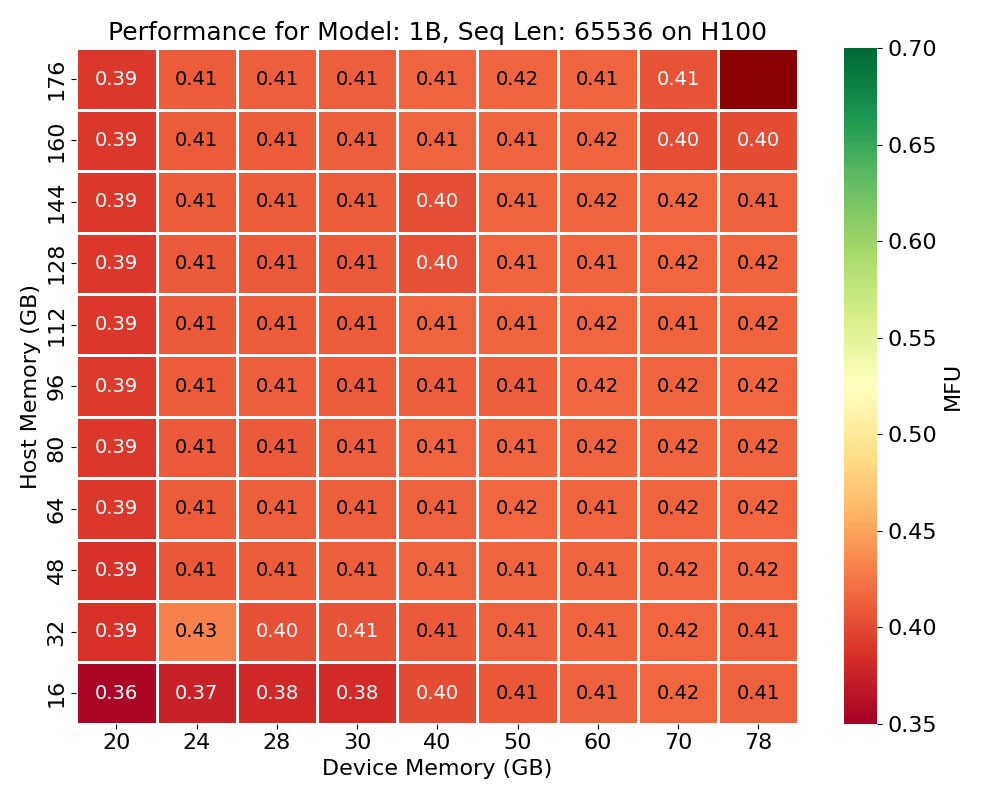 Performance for Model: 1B, Seq Len: 65536 on H100
176 0.39 0.41 0.41 0.41 0.41 0.42 0.41 0.41
160 0.39 0.41 0.41 0.41 0.41 0.41 0.42 0.40 0.40
144 0.39 0.41 0.41 0.41 0.40 0.41 0.42 0.42 0.41
128 0.39 0.41 0.41 0.41 0.40 0.41 0.41 0.42 0.42
112 0.39 0.41 0.41 0.41 0.41 0.41 0.42 0.41 0.42
96 0.39 0.41 0.41 0.41 0.41 0.41 0.42 0.42 0.42
80 0.39 0.41 0.41 0.41 0.41 0.41 0.42 0.42 0.42
64 0.39 0.41 0.41 0.41 0.41 0.42 0.41 0.42 0.42
48 0.39 0.41 0.41 0.41 0.41 0.41 0.41 0.42 0.42
32 0.39 0.43 0.40 0.41 0.41 0.41 0.41 0.42 0.41
16 0.36 0.37 0.38 0.38 0.40 0.41 0.41 0.42 0.41
20 24 28 30 40 50 60 70 78
Device Memory (GB)
Host Memory (GB)
0.70
0.65
0.60
0.55
0.50
0.45
0.40
0.35
MFU